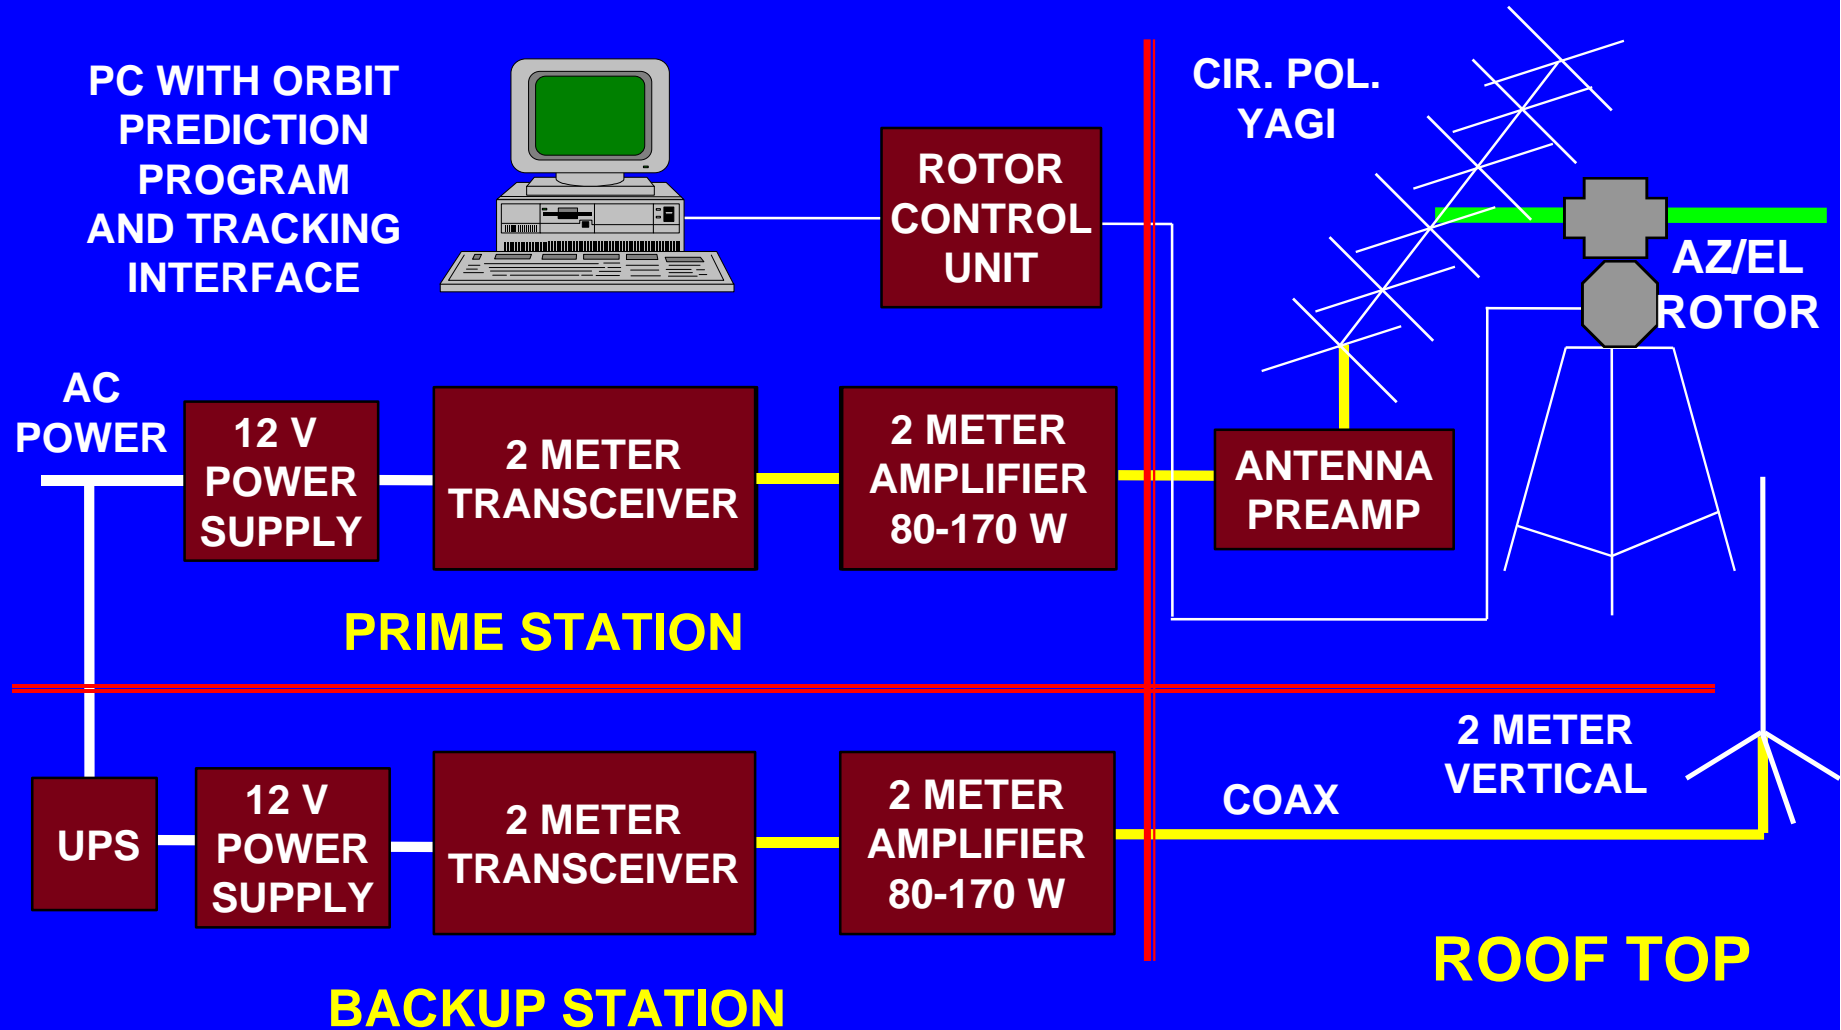 PC WITH ORBIT
PREDICTION
PROGRAM
AND TRACKING
INTERFACE
ROTOR
CONTROL
UNIT
CIR. POL.
YAGI
AZ/EL
ROTOR
AC
POWER
12 V
POWER
SUPPLY
2 METER
TRANSCEIVER
2 METER
AMPLIFIER
80-170 W
ANTENNA
PREAMP
PRIME STATION
UPS
12 V
POWER
SUPPLY
2 METER
TRANSCEIVER
2 METER
AMPLIFIER
80-170 W
COAX
2 METER
VERTICAL
ROOF TOP
BACKUP STATION